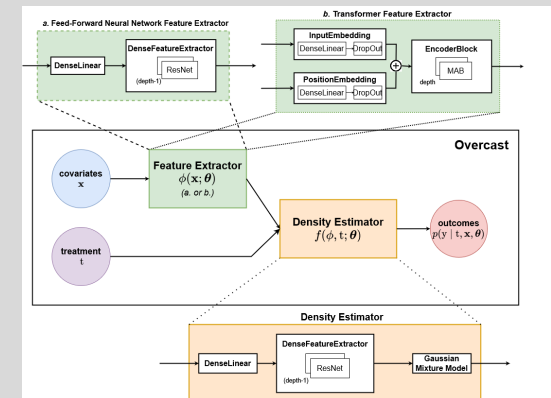 a. Feed-Forward Neural Network Feature Extractor
DenseLinear
DenseFeatureExtractor
ResNet
(depth-1)
b. Transformer Feature Extractor
InputEmbedding
DenseLinear
DropOut
PositionEmbedding
DenseLinear
DropOut
+
EncoderBlock
MAB
depth
Overcast
covariates
x
treatment
t
Feature Extractor
ϕ(x; θ)
(a. or b.)
Density Estimator
f(ϕ, t; θ)
outcomes
p(y | t, x, θ)
Density Estimator
DenseLinear
DenseFeatureExtractor
ResNet
(depth-1)
Gaussian
Mixture Model